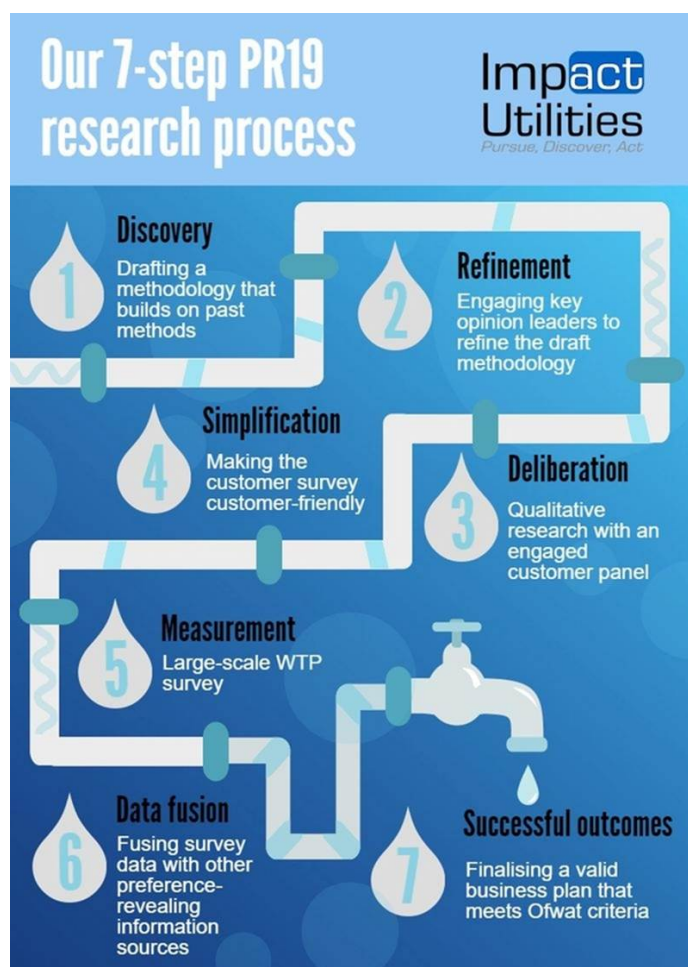 Our 7-step PR19
research process
Impact
Utilities
Pursue, Discover, Act
1
Discovery
Drafting a
methodology that
builds on past
methods
2
Refinement
Engaging key
opinion leaders to
refine the draft
methodology
3
Deliberation
Qualitative
research with an
engaged
customer panel
4
Simplification
Making the
customer survey
customer-friendly
5
Measurement
Large-scale WTP
survey
6
Data fusion
Fusing survey
data with other
preference-
revealing
information
sources
7
Successful outcomes
Finalising a valid
business plan that
meets Ofwat criteria